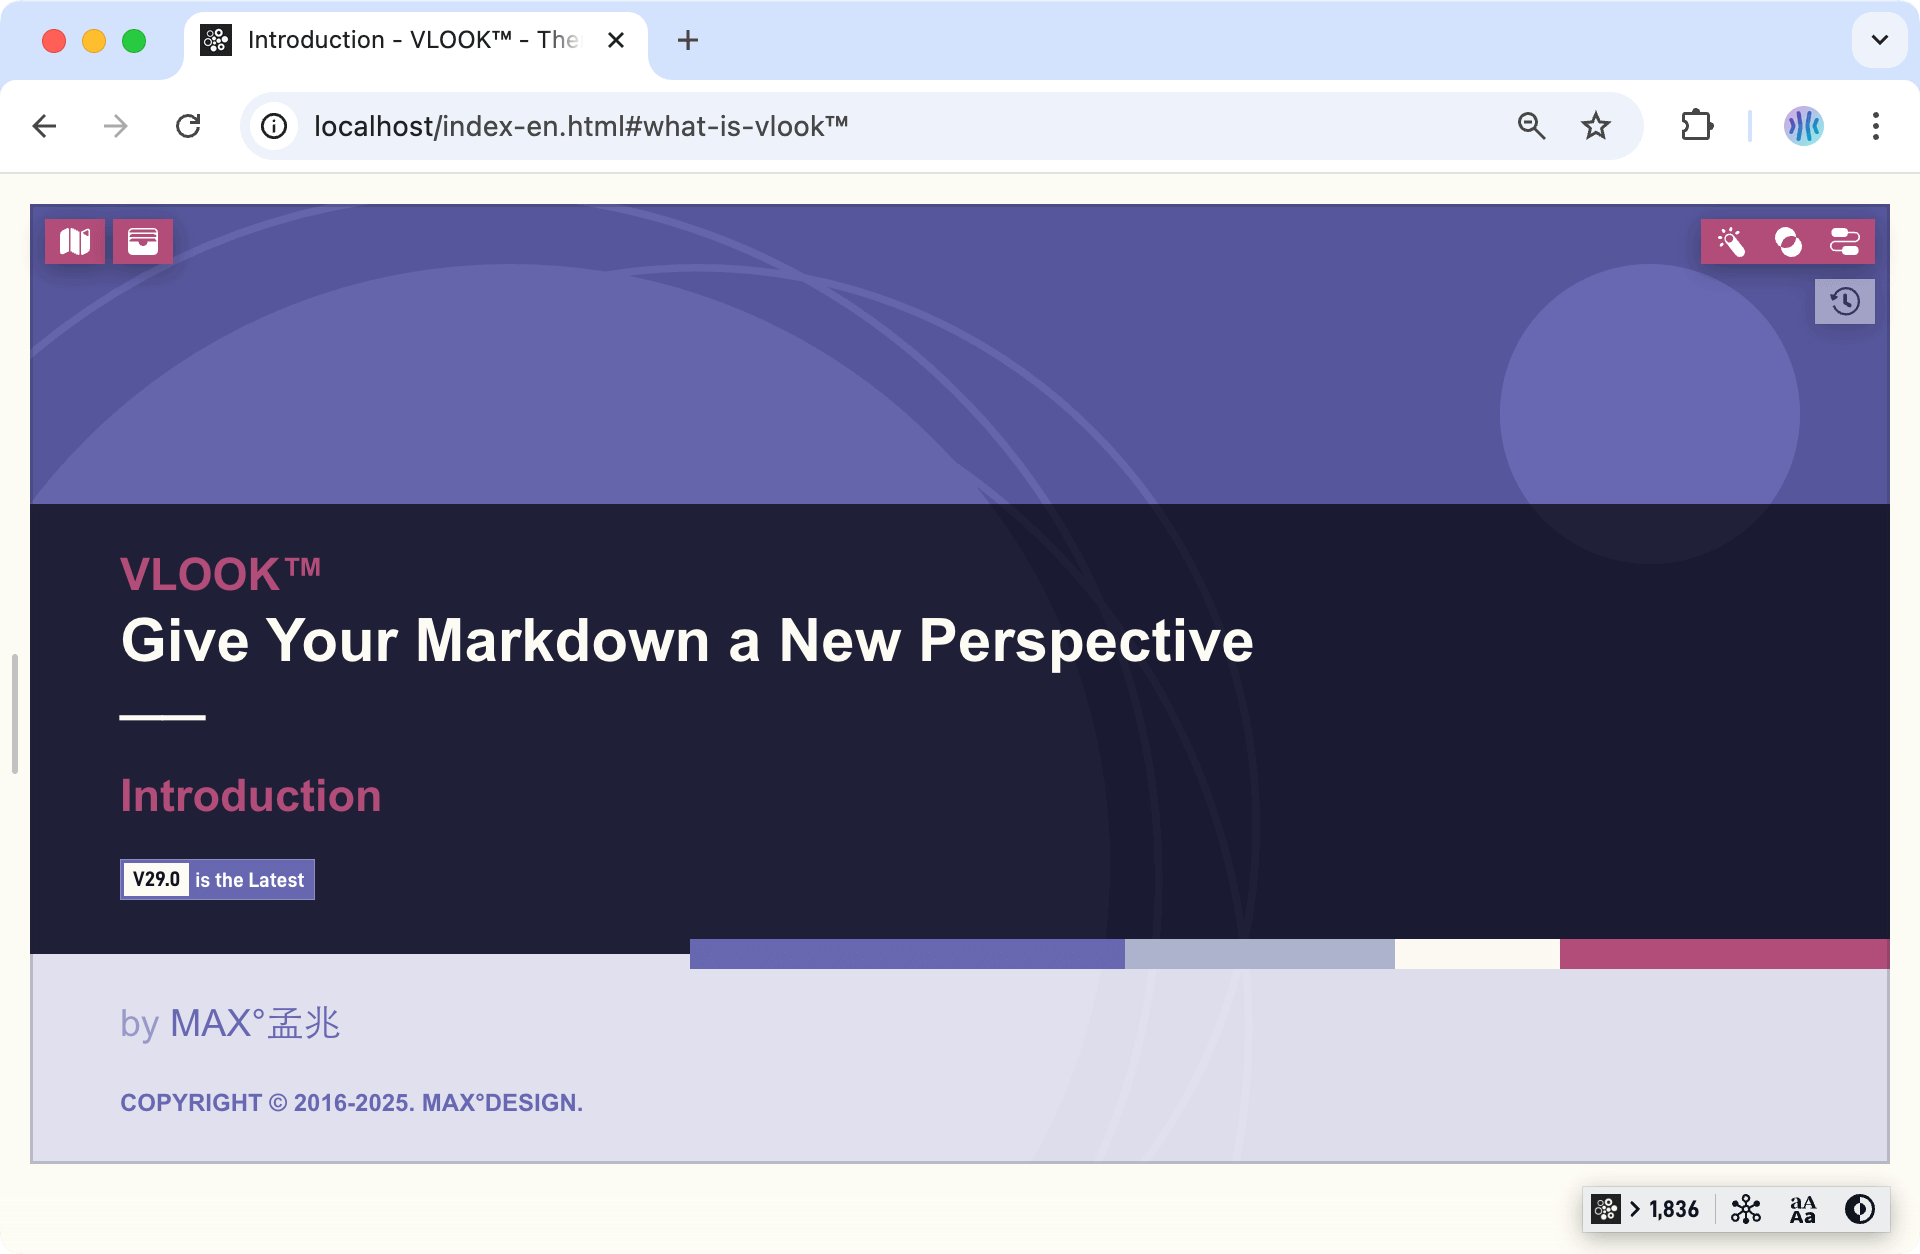 Introduction - VLOOK™ - The
localhost/index-en.html#what-is-vlook™
VLOOK™
Give Your Markdown a New Perspective
Introduction
V29.0 is the Latest
by MAX°孟兆
COPYRIGHT © 2016-2025. MAX°DESIGN.
1,836
aA
Aa